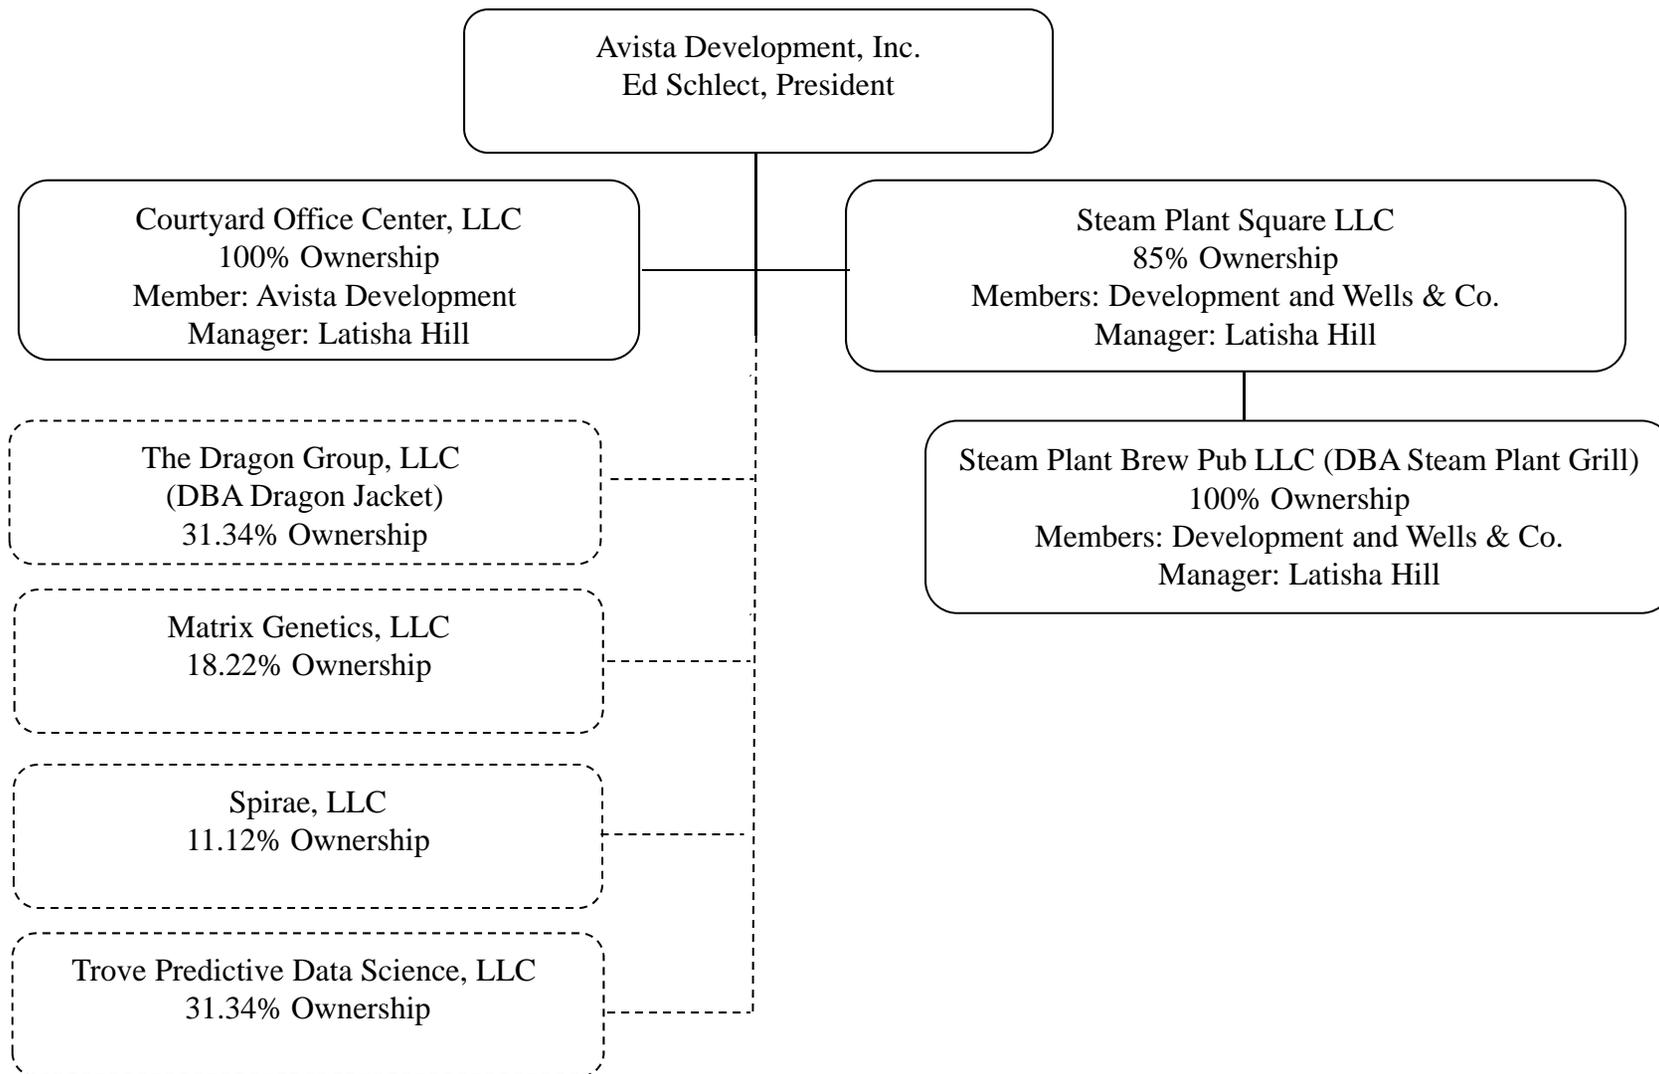 Avista Development, Inc.
Ed Schlect, President
Courtyard Office Center, LLC
100% Ownership
Member: Avista Development
Manager: Latisha Hill
Steam Plant Square LLC
85% Ownership
Members: Development and Wells & Co.
Manager: Latisha Hill
The Dragon Group, LLC
(DBA Dragon Jacket)
31.34% Ownership
Steam Plant Brew Pub LLC (DBA Steam Plant Grill)
100% Ownership
Members: Development and Wells & Co.
Manager: Latisha Hill
Matrix Genetics, LLC
18.22% Ownership
Spirae, LLC
11.12% Ownership
Trove Predictive Data Science, LLC
31.34% Ownership